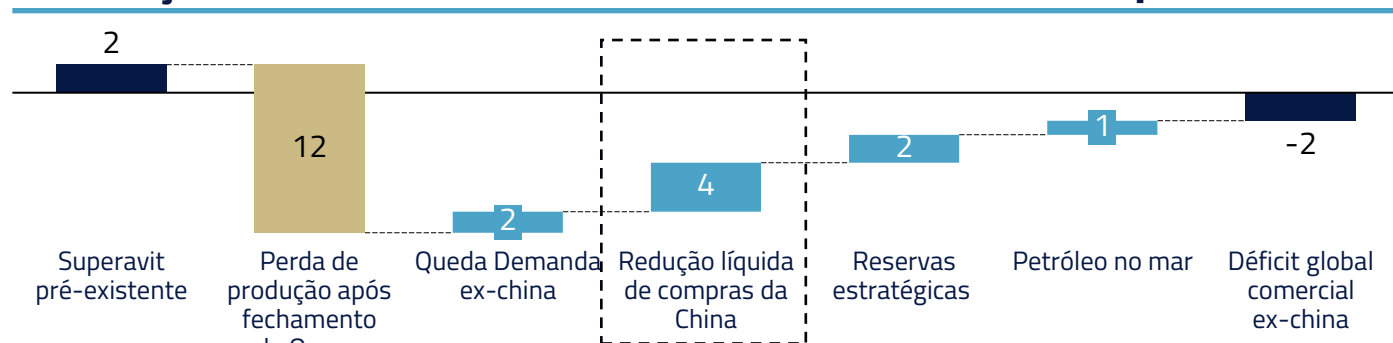 2
12
2
4
2
1
-2
Superavit
pré-existente
Perda de
produção após
fechamento
Queda Demanda
ex-china
Redução líquida
de compras da
China
Reservas
estratégicas
Petróleo no mar
Déficit global
comercial
ex-china